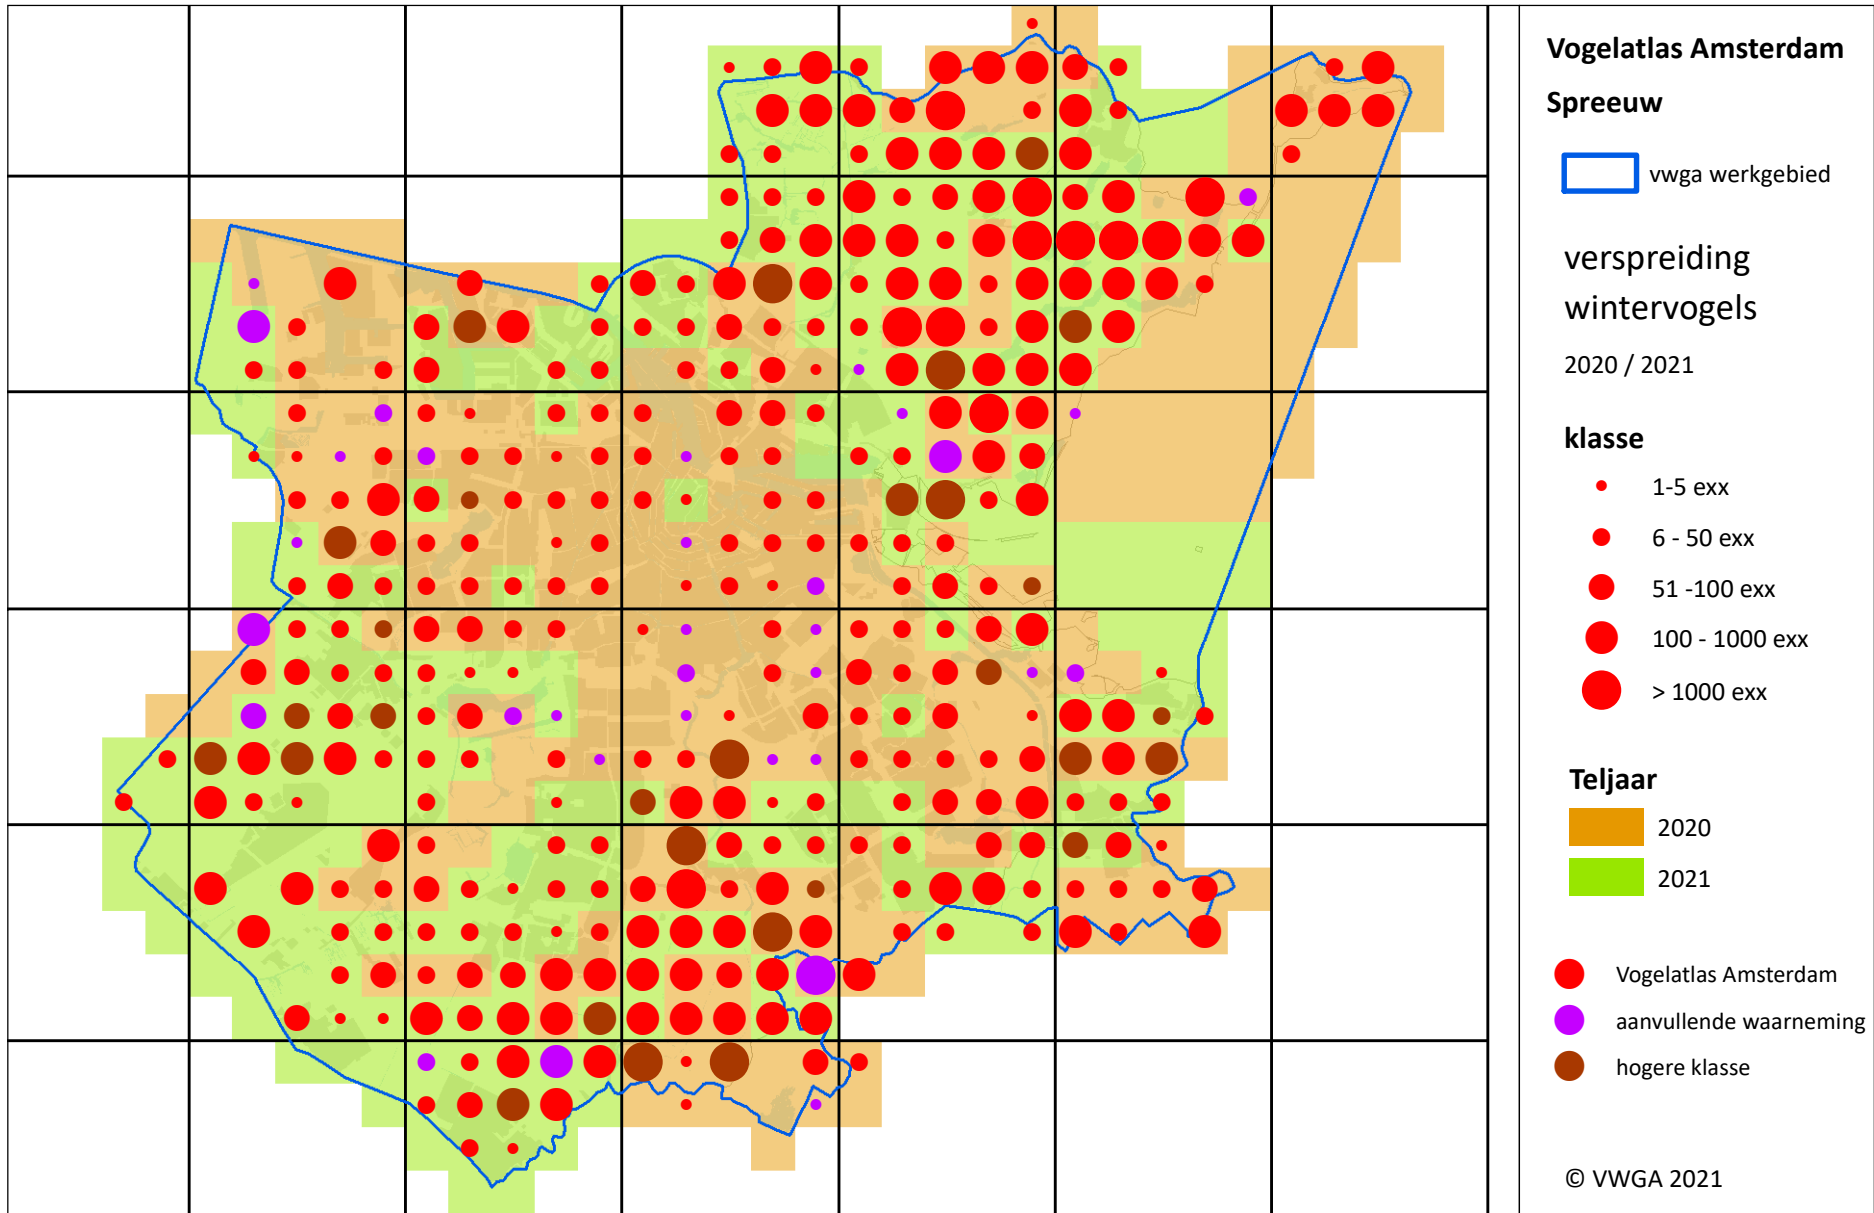 Vogelatlas Amsterdam
Spreeuw
vwga werkgebied
verspreiding
wintervogels
2020 / 2021
klasse
1-5 exx
6 - 50 exx
51 -100 exx
100 - 1000 exx
> 1000 exx
Teljaar
2020
2021
Vogelatlas Amsterdam
aanvullende waarneming
hogere klasse
© VWGA 2021